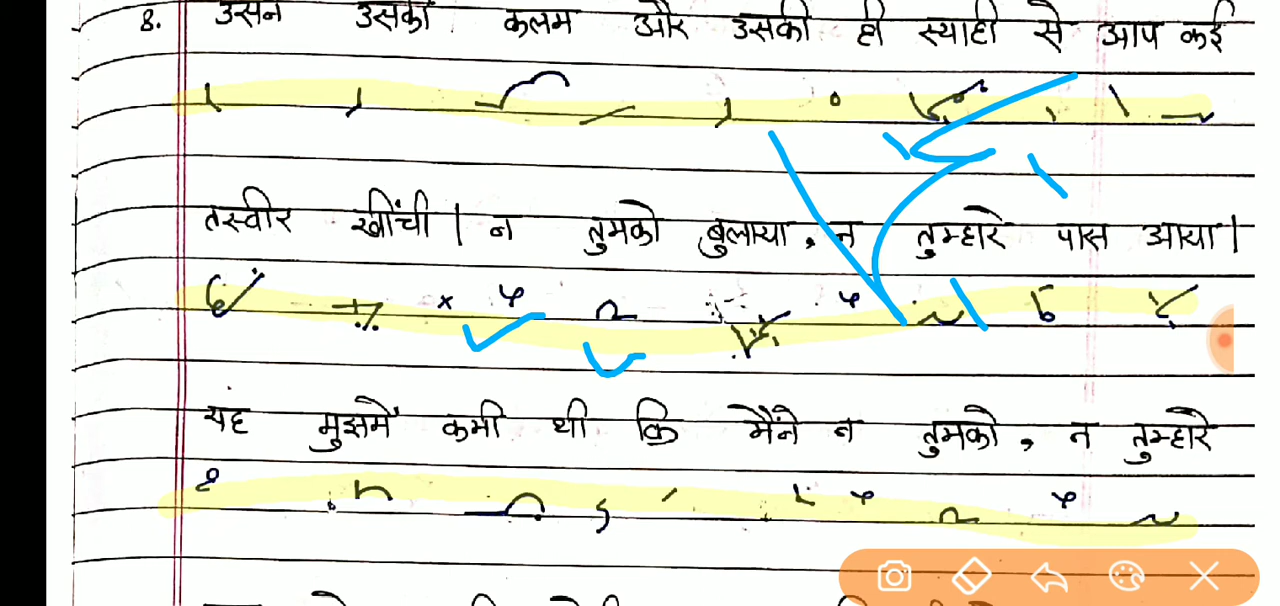 8. उसने उसकी कलम और उसकी ही स्याही से आप कई
तस्वीर खींची। न तुमको बुलाया, न तुम्हारे पास आया।
यह मुझमें कमी थी कि मैंने न तुमको, न तुम्हारे